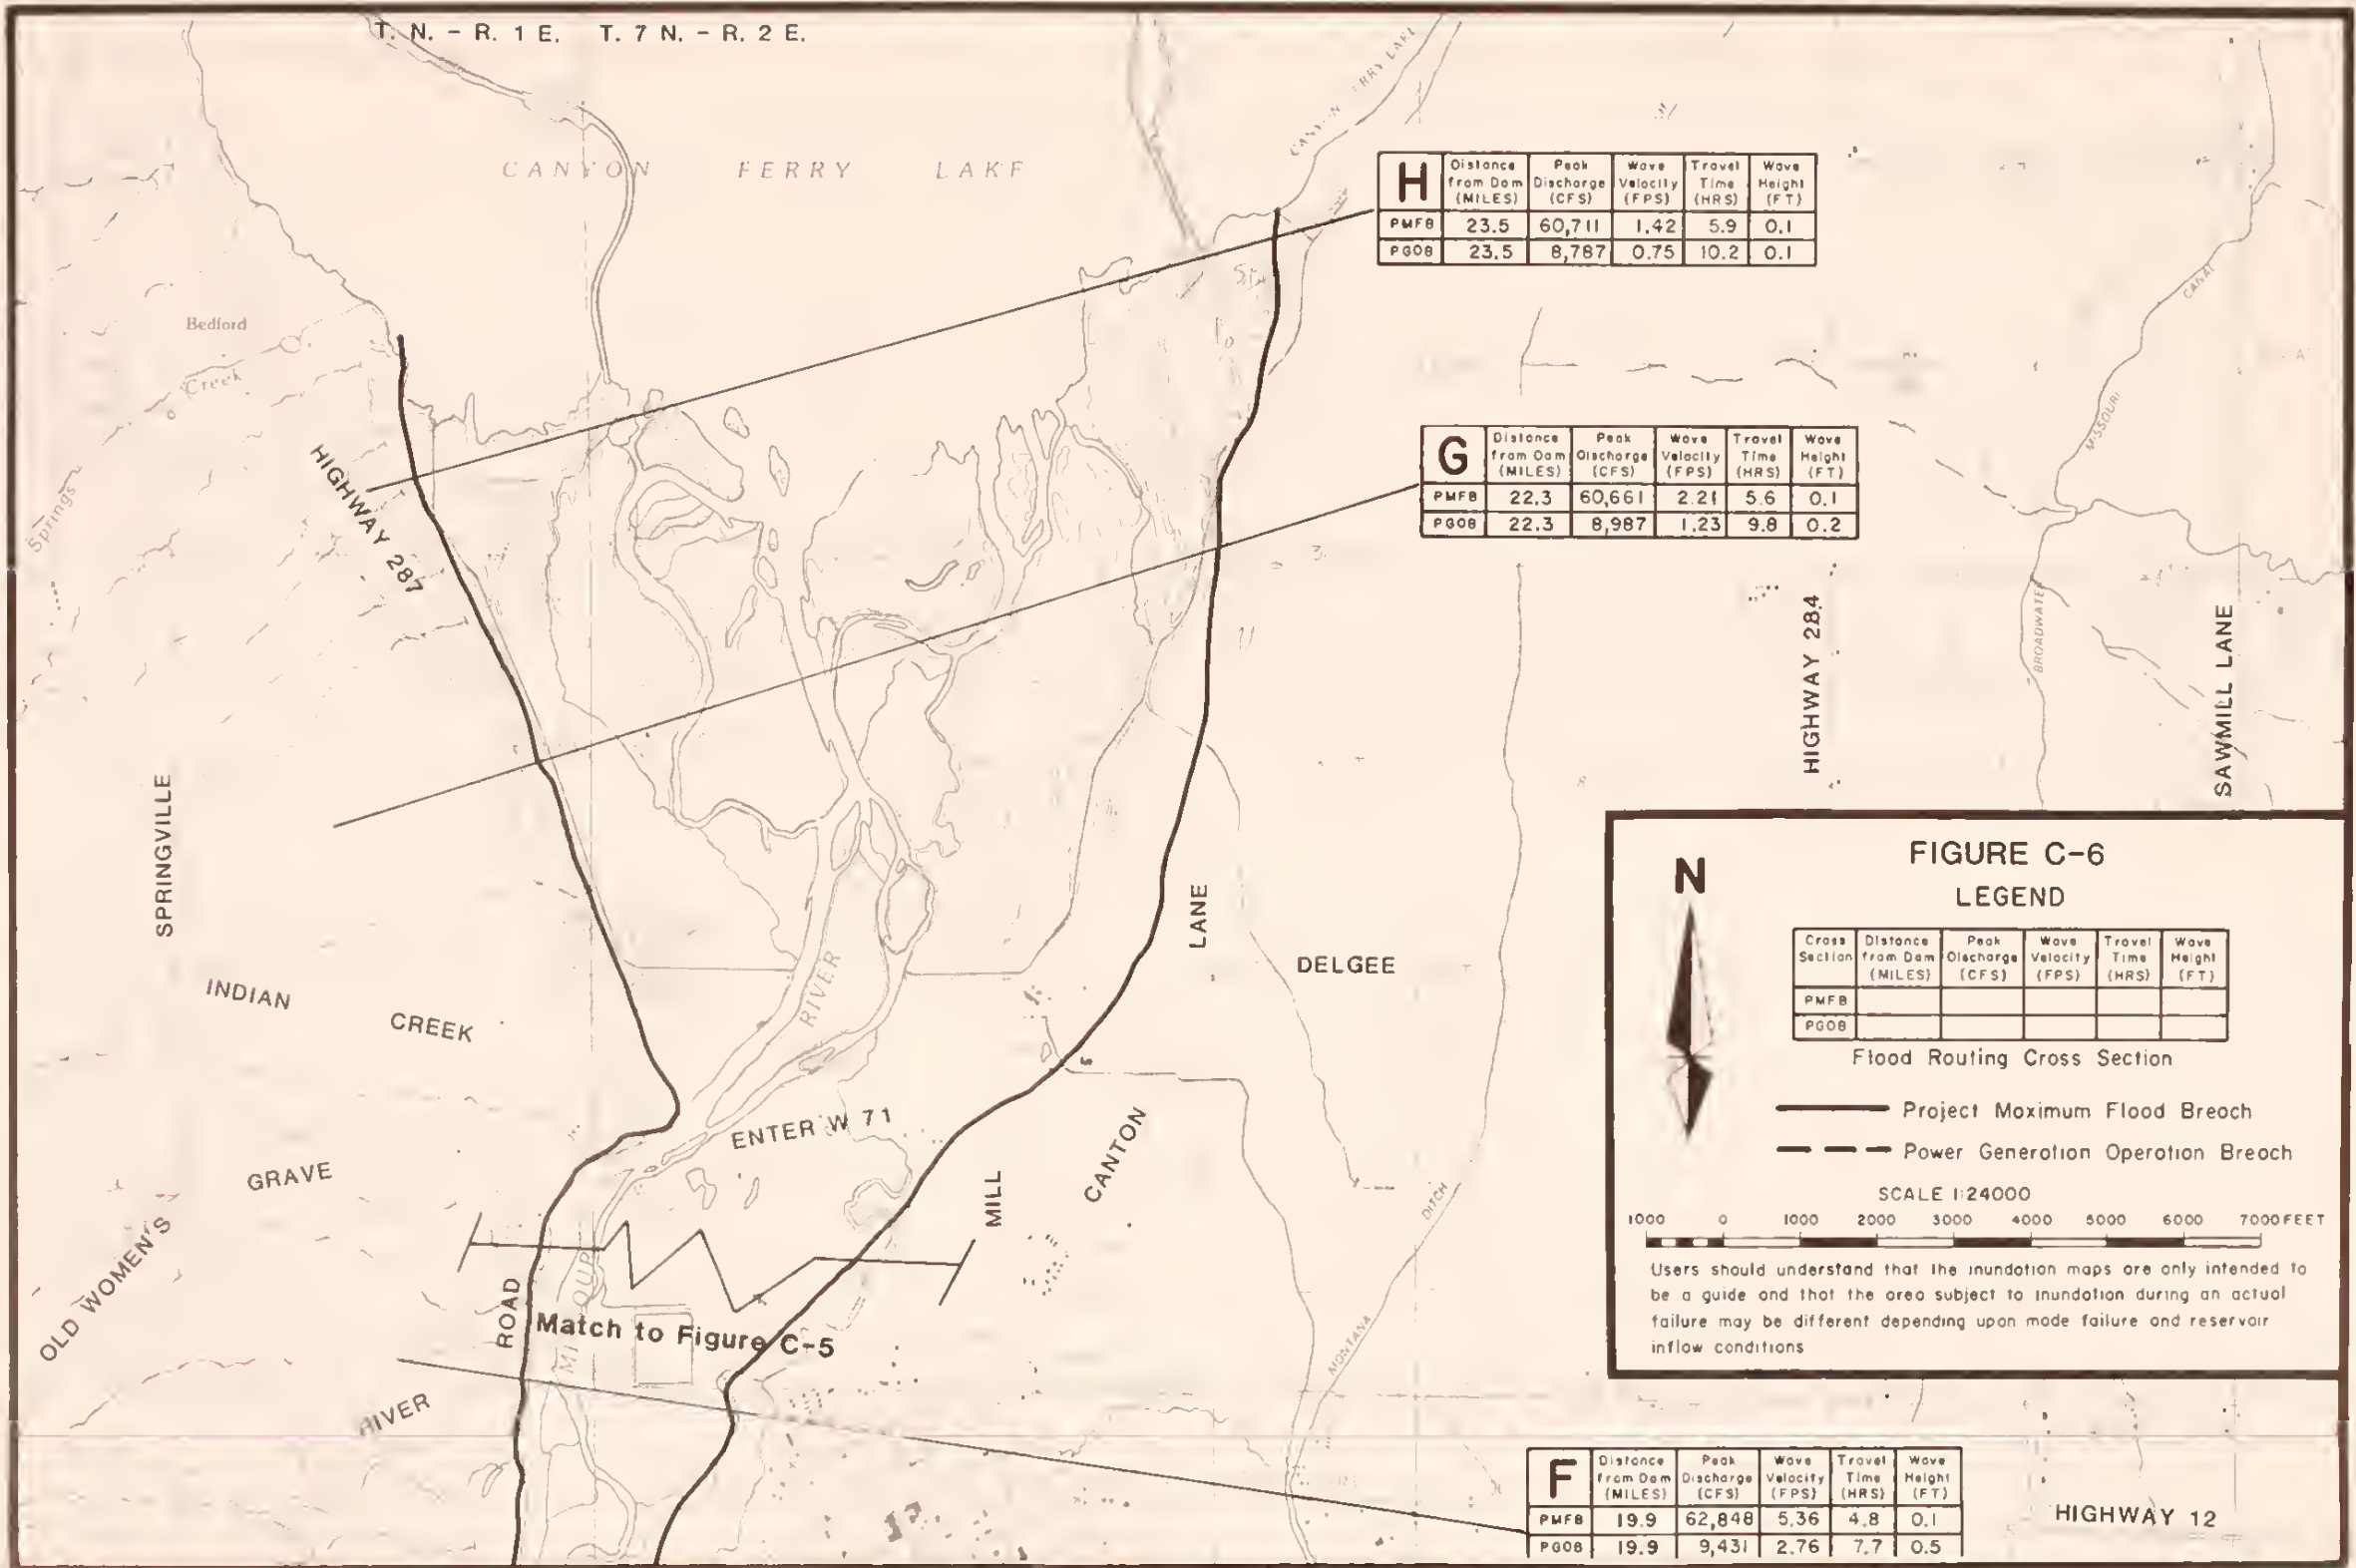 T. N. - R. 1 E. T. 7 N. - R. 2 E.
CANYON FERRY LAKE
H
Distance from Dam (MILES) Peak Discharge (CFS) Wave Velocity (FPS) Travel Time (HRS) Wave Height (FT)
PMFB 23.5 60,711 1.42 5.9 0.1
PGOB 23.5 8,787 0.75 10.2 0.1
Bedford
Creek
CANAL
MISSOURI
BROADWATER
Springs
HIGHWAY 287
G
Distance from Dam (MILES) Peak Discharge (CFS) Wave Velocity (FPS) Travel Time (HRS) Wave Height (FT)
PMFB 22.3 60,661 2.21 5.6 0.1
PGOB 22.3 8,987 1.23 9.8 0.2
HIGHWAY 284
SAWMILL LANE
SPRINGVILLE
LANE
DELGEE
INDIAN CREEK
RIVER
ENTER W 71
GRAVE
OLD WOMEN'S
MILL
CANTON
DITCH
MONTANA
ROAD
Match to Figure C-5
RIVER
FIGURE C-6
LEGEND
N
Cross Section Distance from Dam (MILES) Peak Discharge (CFS) Wave Velocity (FPS) Travel Time (HRS) Wave Height (FT)
PMFB
PGOB
Flood Routing Cross Section
Project Maximum Flood Breach
Power Generation Operation Breach
SCALE 1:24000
1000 0 1000 2000 3000 4000 5000 6000 7000 FEET
Users should understand that the inundation maps are only intended to
be a guide and that the area subject to inundation during an actual
failure may be different depending upon mode failure and reservoir
inflow conditions
F
Distance from Dam (MILES) Peak Discharge (CFS) Wave Velocity (FPS) Travel Time (HRS) Wave Height (FT)
PMFB 19.9 62,848 5.36 4.8 0.1
PGOB 19.9 9,431 2.76 7.7 0.5
HIGHWAY 12